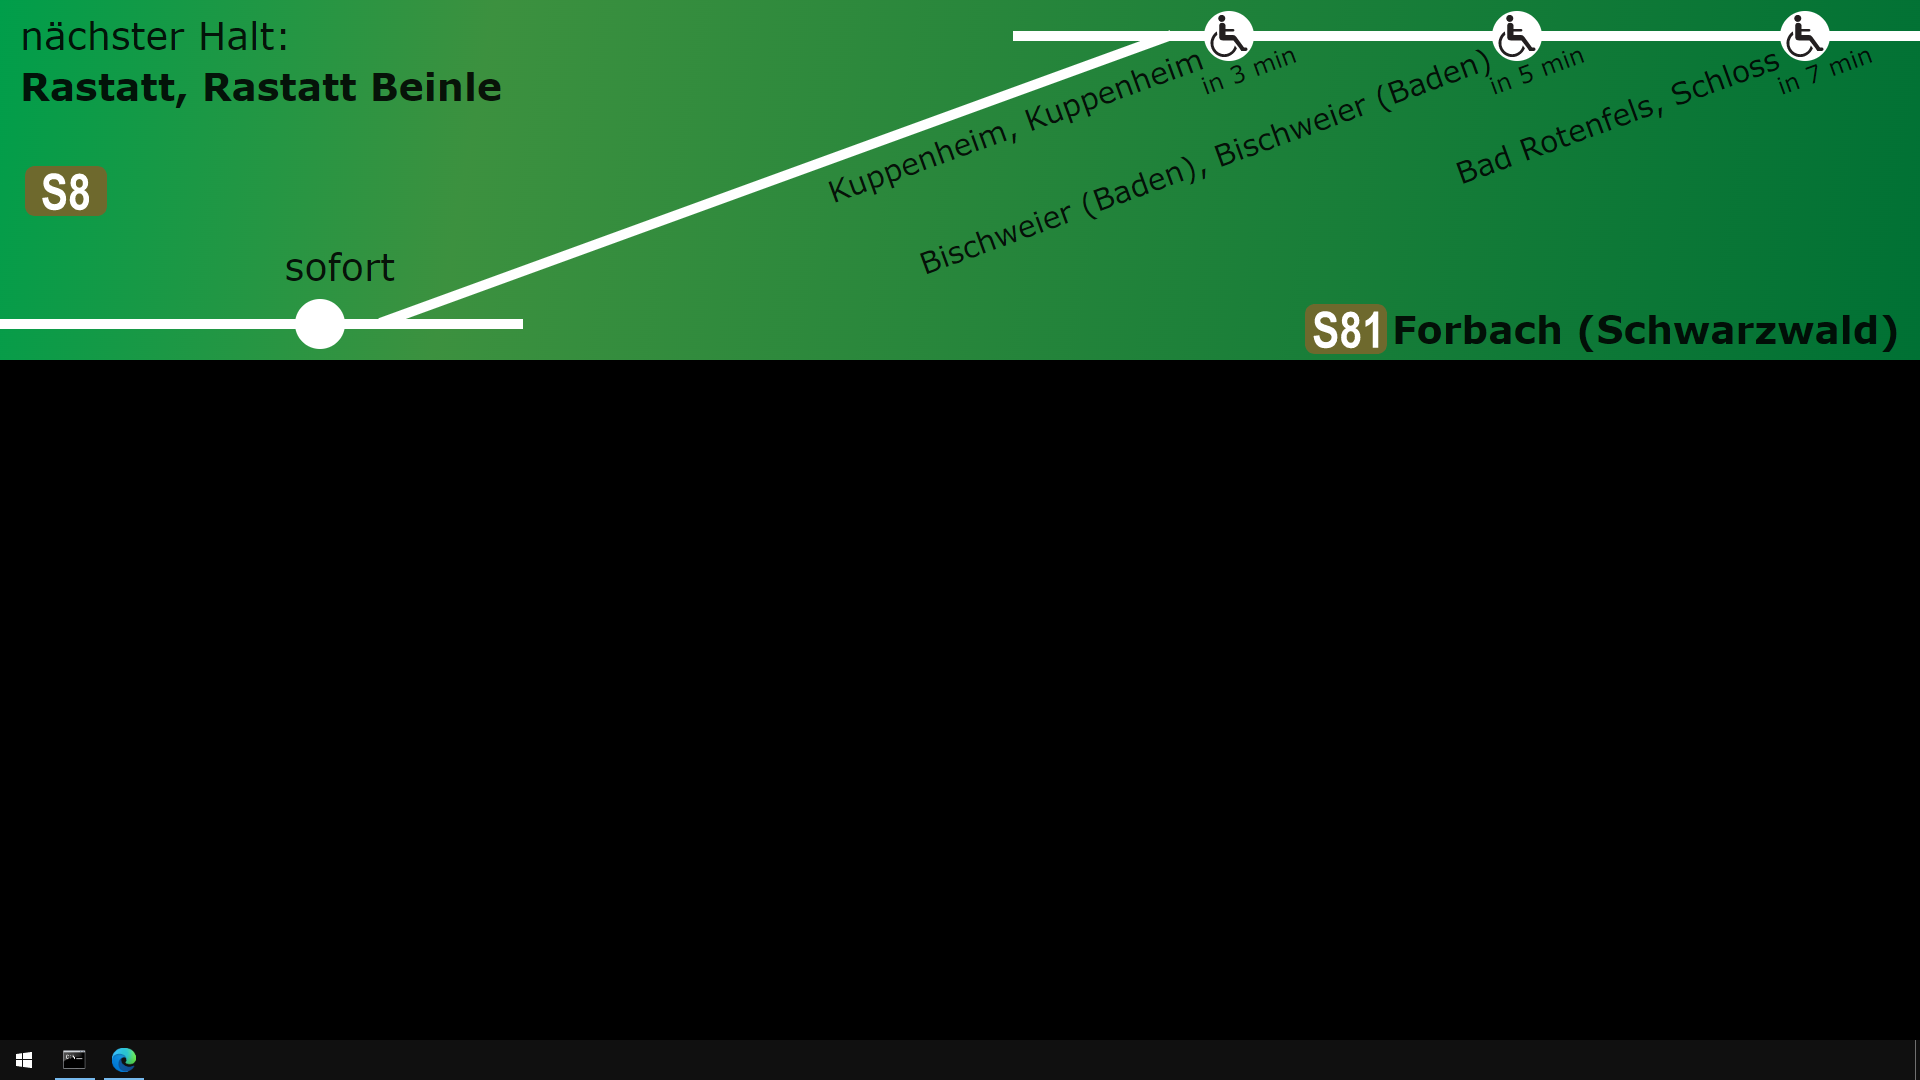 nächster Halt:
Rastatt, Rastatt Beinle
S8
sofort
Kuppenheim, Kuppenheim
in 3 min
Bischweier (Baden), Bischweier (Baden)
in 5 min
Bad Rotenfels, Schloss
in 7 min
S81 Forbach (Schwarzwald)